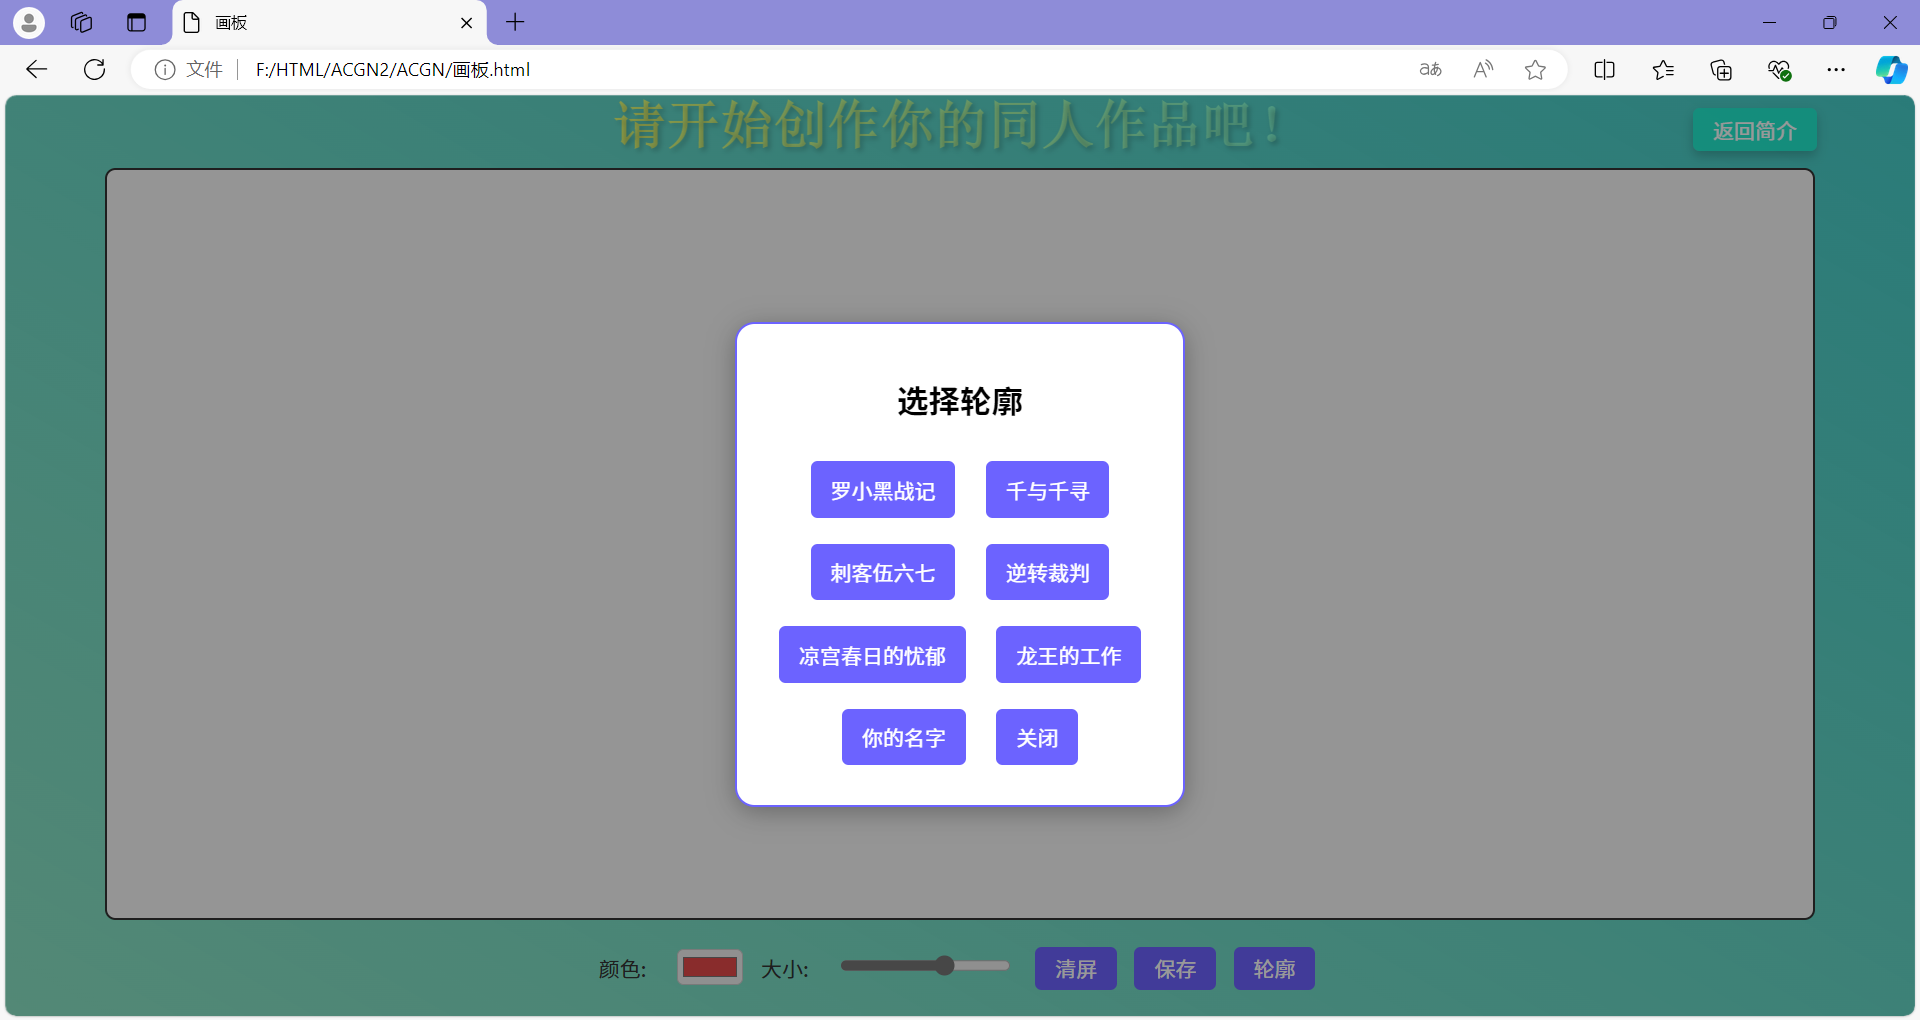 画板
文件 F:/HTML/ACGN2/ACGN/画板.html
请开始创作你的同人作品吧！
返回简介
选择轮廓
罗小黑战记 千与千寻
刺客伍六七 逆转裁判
凉宫春日的忧郁 龙王的工作
你的名字 关闭
颜色: 大小: 清屏 保存 轮廓